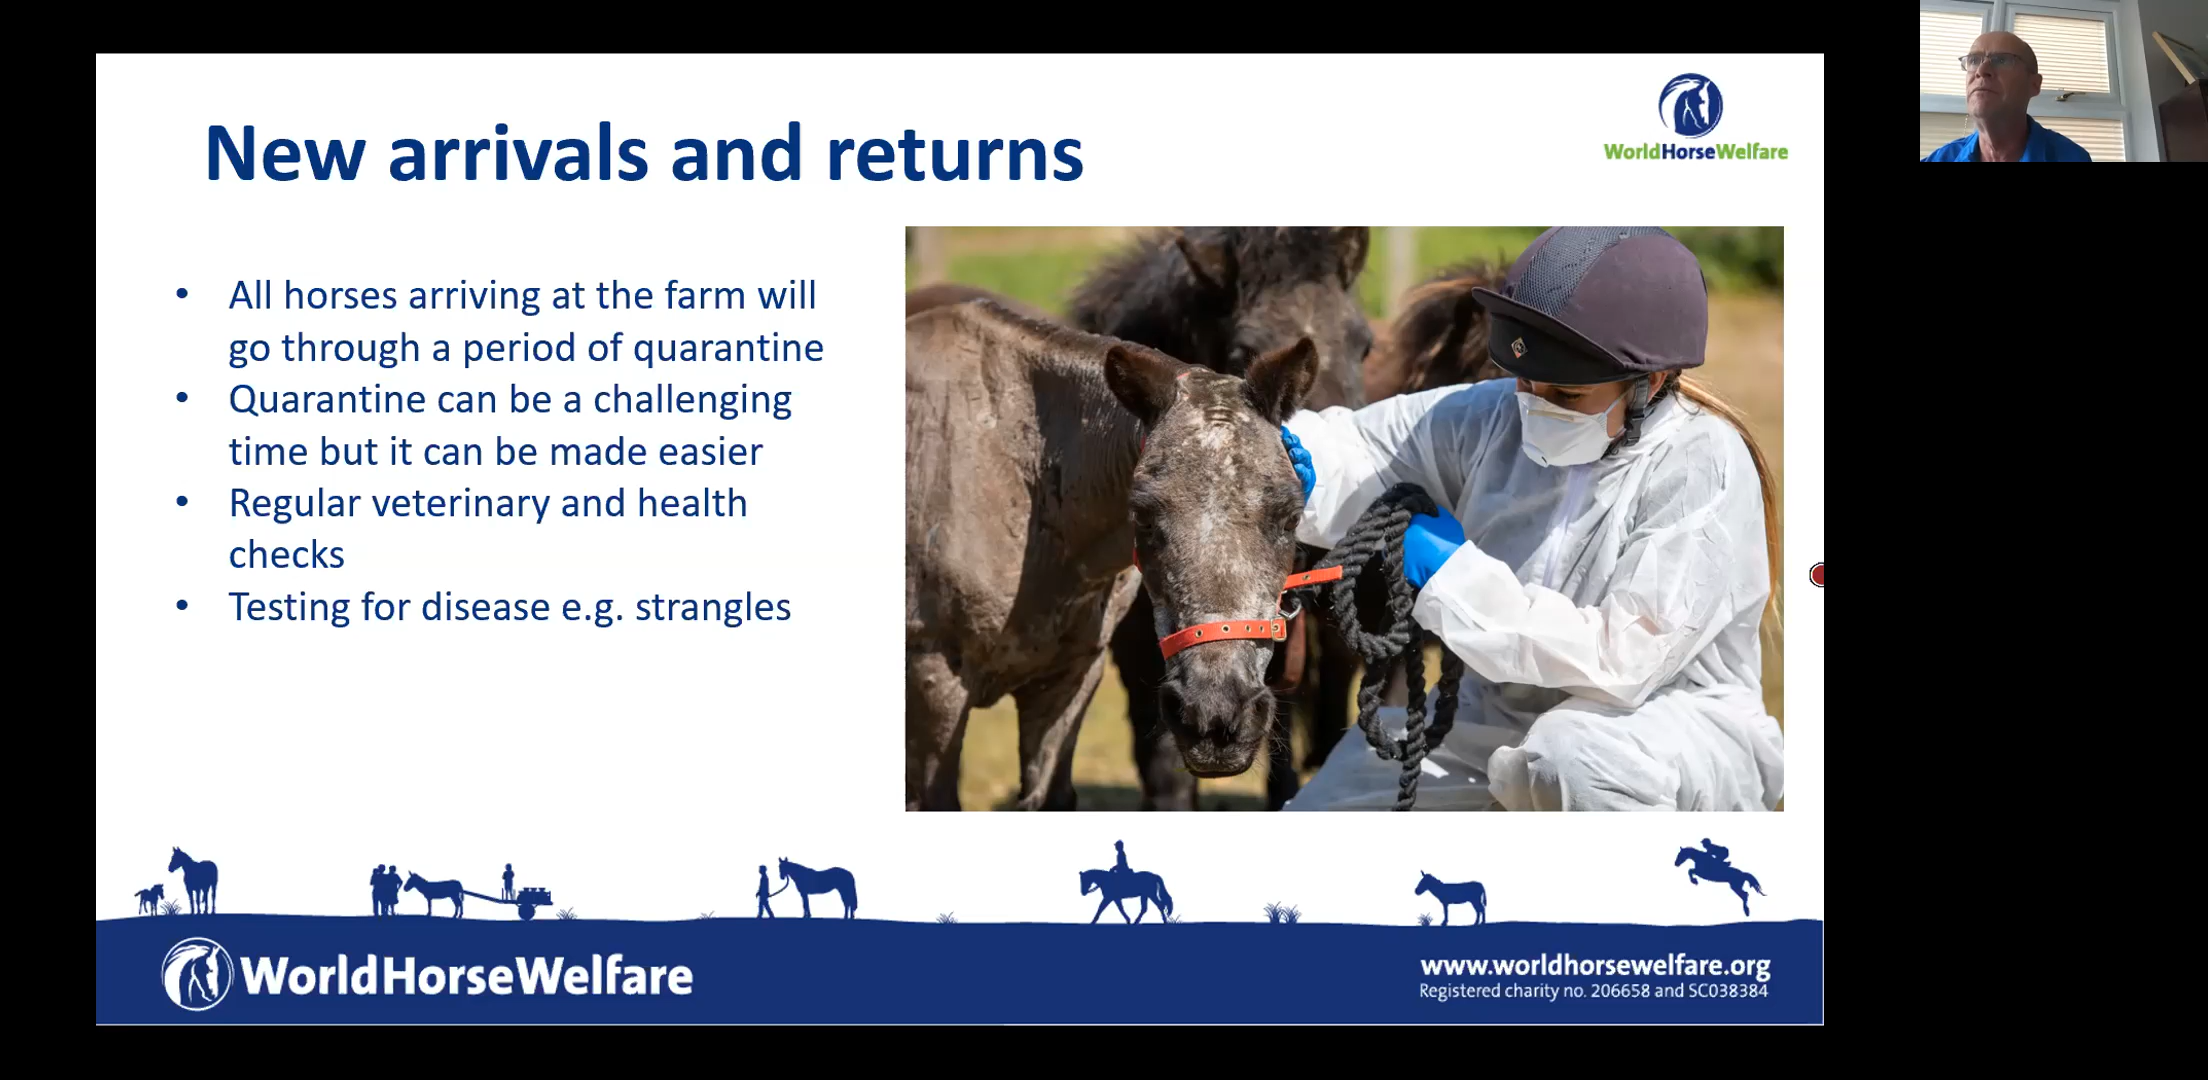 New arrivals and returns
WorldHorseWelfare
• All horses arriving at the farm will
go through a period of quarantine
• Quarantine can be a challenging
time but it can be made easier
• Regular veterinary and health
checks
• Testing for disease e.g. strangles
WorldHorseWelfare
www.worldhorsewelfare.org
Registered charity no. 206658 and SC038384